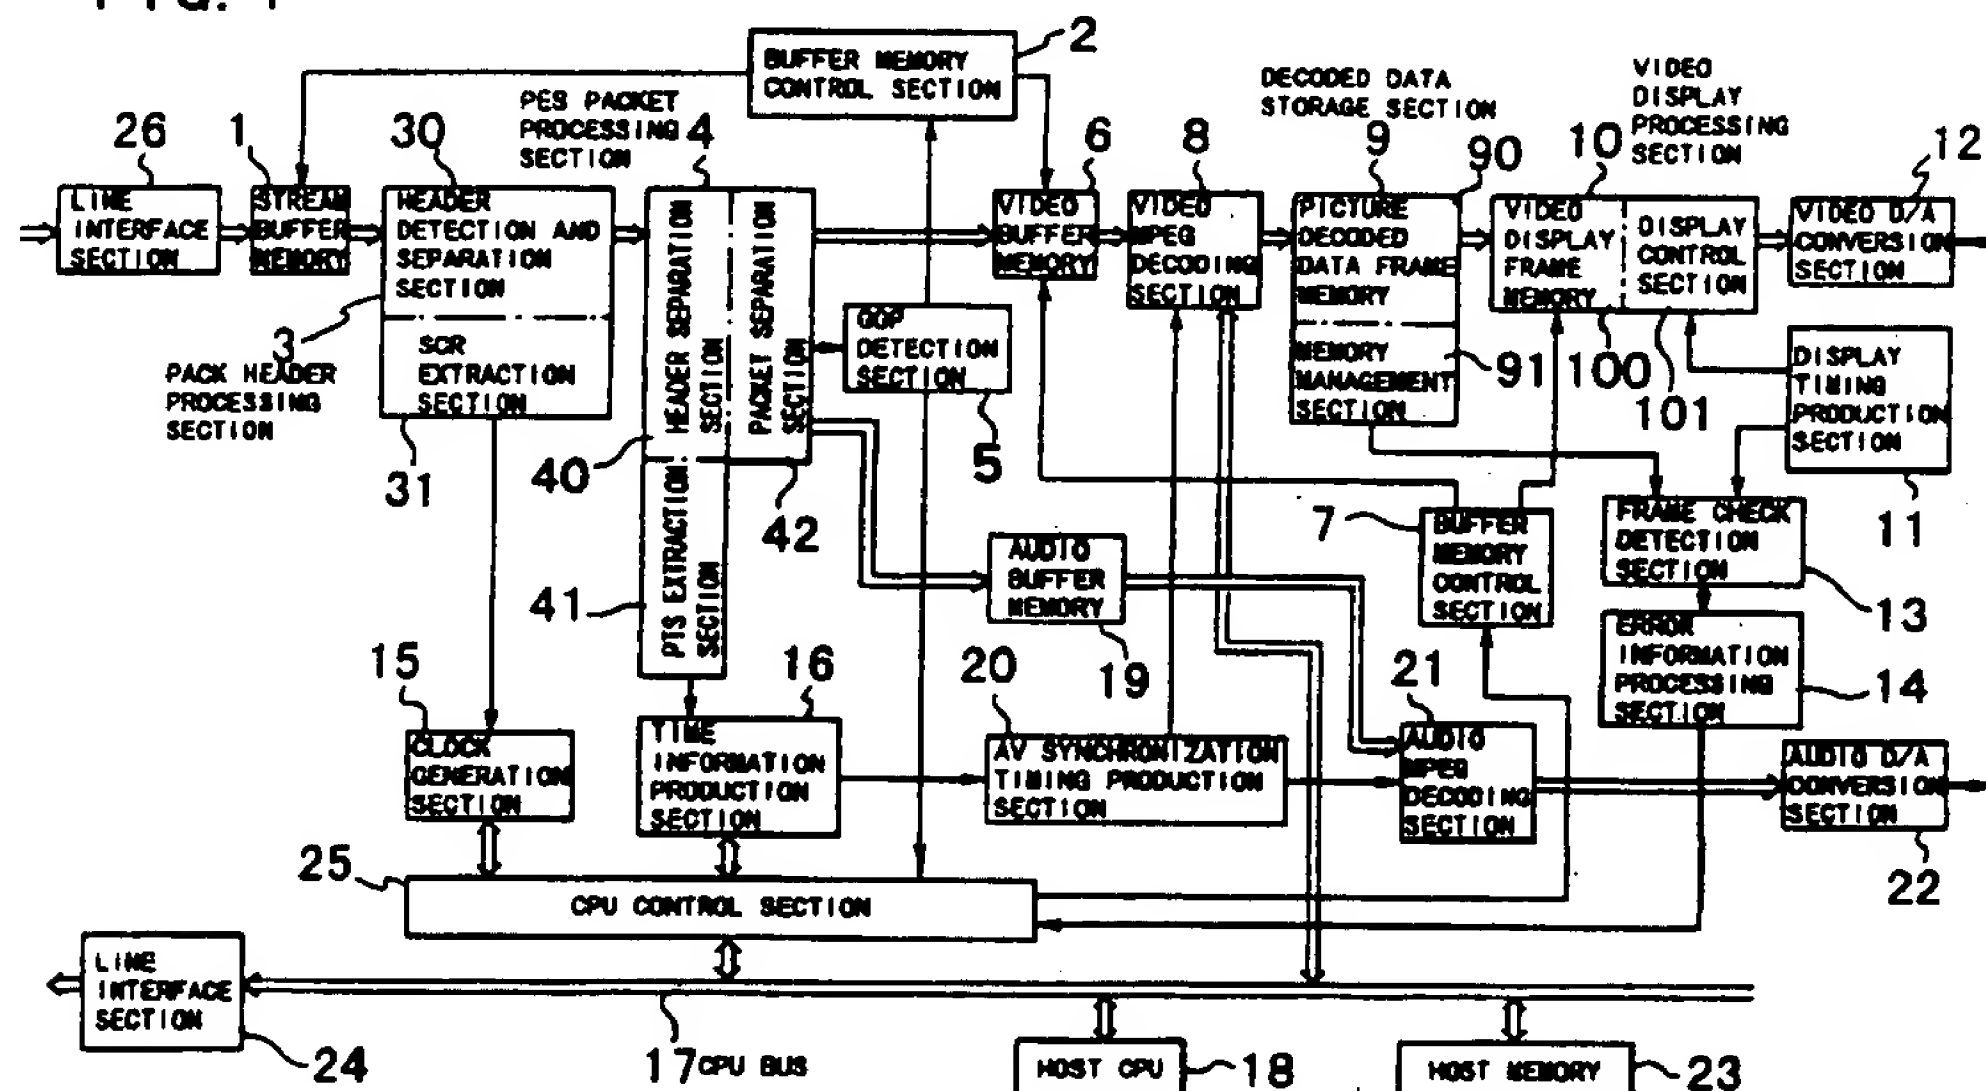 2
BUFFER MEMORY
CONTROL SECTION
DECODED DATA
STORAGE SECTION
VIDEO
DISPLAY
PROCESSING
SECTION
PES PACKET
PROCESSING
SECTION
26
1
30
4
6
8
9
90
10
12
LINE
INTERFACE
SECTION
STREAM
BUFFER
MEMORY
HEADER
DETECTION AND
SEPARATION
SECTION
SCR
EXTRACTION
SECTION
3
PACK HEADER
PROCESSING
SECTION
31
HEADER SEPARATION
SECTION
PACKET SEPARATION
SECTION
PTS EXTRACTION
SECTION
40
41
42
GOP
DETECTION
SECTION
5
VIDEO
BUFFER
MEMORY
VIDEO
MPEG
DECODING
SECTION
PICTURE
DECODED
DATA FRAME
MEMORY
MEMORY
MANAGEMENT
SECTION
91
VIDEO
DISPLAY
FRAME
MEMORY
DISPLAY
CONTROL
SECTION
100
101
VIDEO D/A
CONVERSION
SECTION
DISPLAY
TIMING
PRODUCTION
SECTION
11
7
BUFFER
MEMORY
CONTROL
SECTION
FRAME CHECK
DETECTION
SECTION
13
ERROR
INFORMATION
PROCESSING
SECTION
14
AUDIO
BUFFER
MEMORY
19
15
CLOCK
GENERATION
SECTION
16
TIME
INFORMATION
PRODUCTION
SECTION
20
AV SYNCHRONIZATION
TIMING PRODUCTION
SECTION
21
AUDIO
MPEG
DECODING
SECTION
AUDIO D/A
CONVERSION
SECTION
22
25
CPU CONTROL SECTION
LINE
INTERFACE
SECTION
24
17 CPU BUS
HOST CPU
18
HOST MEMORY
23